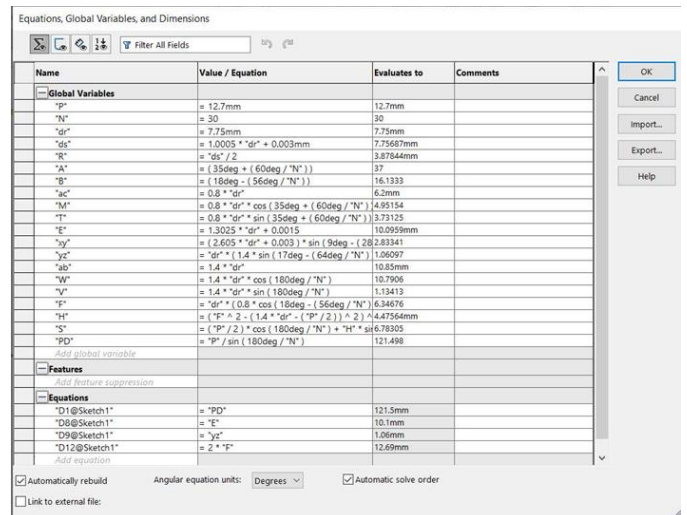 Equations, Global Variables, and Dimensions
Filter All Fields
Name Value / Equation Evaluates to Comments
Global Variables
"P" = 12.7mm 12.7mm
"N" = 30 30
"dr" = 7.75mm 7.75mm
"ds" = 1.0005 * "dr" + 0.003mm 7.75687mm
"R" = "ds" / 2 3.87844mm
"A" = ( 35deg + ( 60deg / "N" ) ) 37
"B" = ( 18deg - ( 56deg / "N" ) ) 16.1333
"ac" = 0.8 * "dr" 6.2mm
"M" = 0.8 * "dr" * cos ( 35deg + ( 60deg / "N" ) ) 4.95154
"T" = 0.8 * "dr" * sin ( 35deg + ( 60deg / "N" ) ) 3.73125
"E" = 1.3025 * "dr" + 0.0015 10.0959mm
"xy" = ( 2.605 * "dr" + 0.003 ) * sin ( 9deg - ( 28 2.83341
"yz" = "dr" * ( 1.4 * sin ( 17deg - ( 64deg / "N" ) 1.06097
"ab" = 1.4 * "dr" 10.85mm
"W" = 1.4 * "dr" * cos ( 180deg / "N" ) 10.7906
"V" = 1.4 * "dr" * sin ( 180deg / "N" ) 1.13413
"F" = "dr" * ( 0.8 * cos ( 18deg - ( 56deg / "N" ) 6.34676
"H" = ( "F" ^ 2 - ( 1.4 * "dr" - ( "P" / 2 ) ) ^ 2 ) ^ 4.47564mm
"S" = ( "P" / 2 ) * cos ( 180deg / "N" ) + "H" * sin 6.78305
"PD" = "P" / sin ( 180deg / "N" ) 121.498
Add global variable
Features
Add feature suppression
Equations
"D1@Sketch1" = "PD" 121.5mm
"D8@Sketch1" = "E" 10.1mm
"D9@Sketch1" = "yz" 1.06mm
"D12@Sketch1" = 2 * "F" 12.69mm
Add equation
OK
Cancel
Import...
Export...
Help
Automatically rebuild Angular equation units: Degrees Automatic solve order
Link to external file: